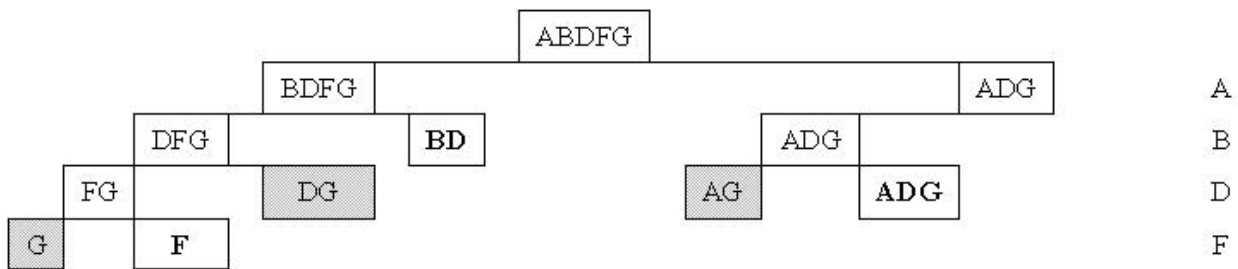 ABDFG
BDFG ADG A
DFG BD ADG B
FG DG AG ADG D
G F F